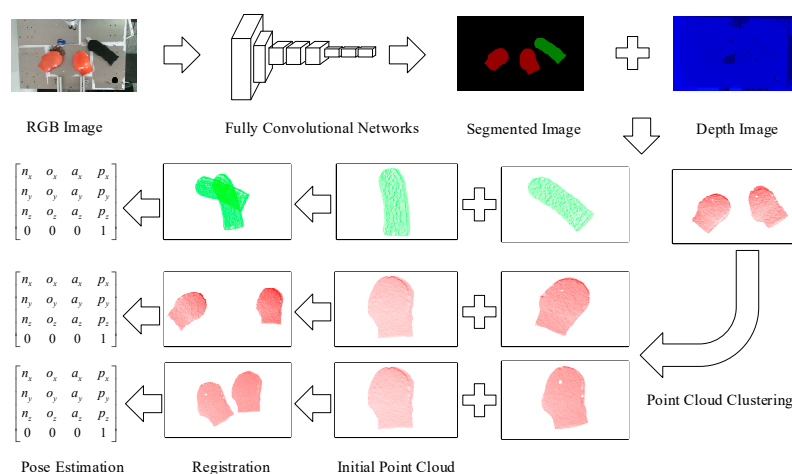 RGB Image
Fully Convolutional Networks
Segmented Image
Depth Image
n_x o_x a_x p_x
n_y o_y a_y p_y
n_z o_z a_z p_z
0 0 0 1
n_x o_x a_x p_x
n_y o_y a_y p_y
n_z o_z a_z p_z
0 0 0 1
n_x o_x a_x p_x
n_y o_y a_y p_y
n_z o_z a_z p_z
0 0 0 1
Point Cloud Clustering
Pose Estimation
Registration
Initial Point Cloud